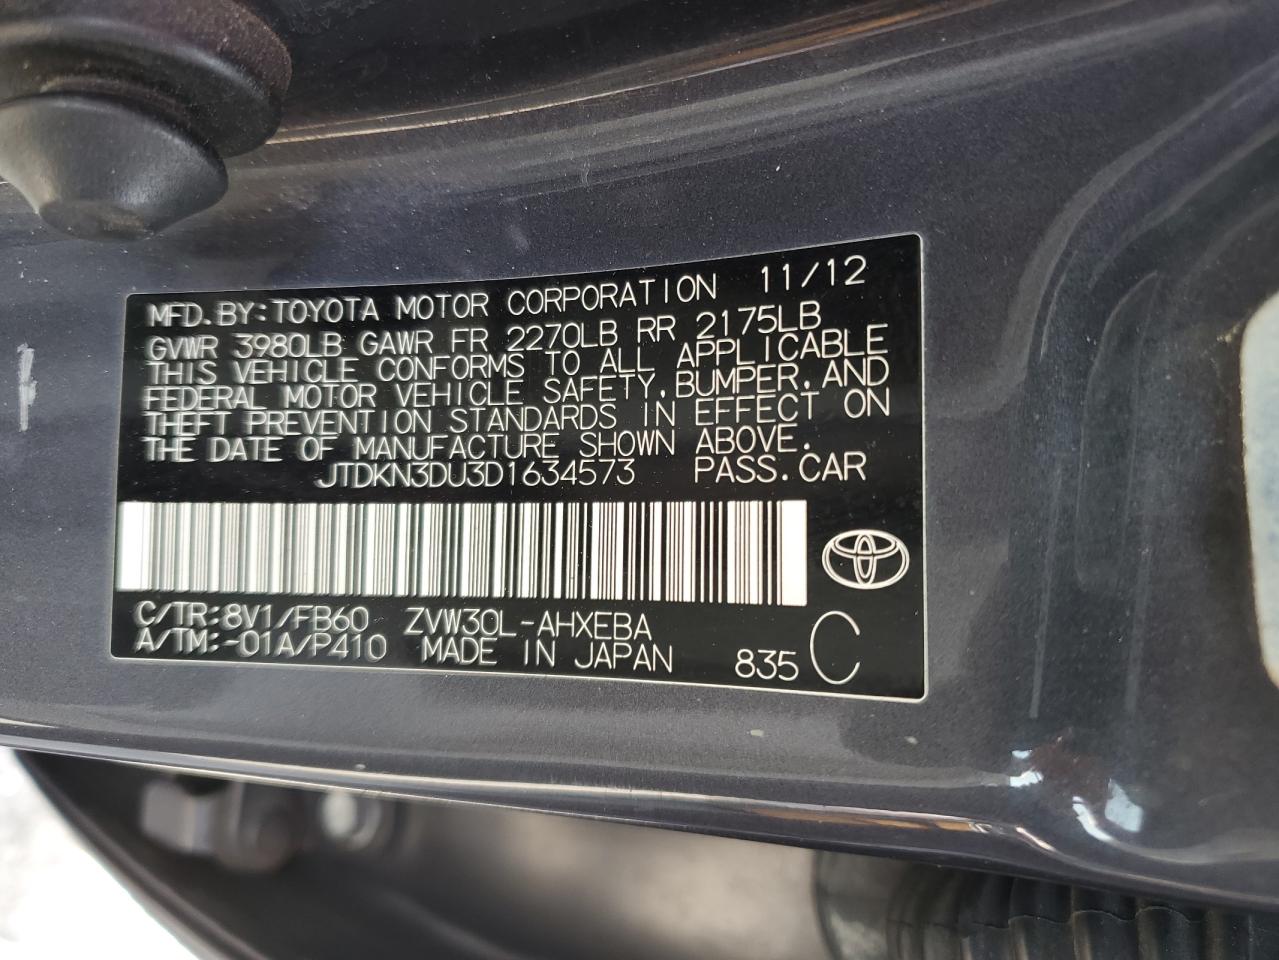 MFD.BY:TOYOTA MOTOR CORPORATION 11/12
GVWR 3980LB GAWR FR 2270LB RR 2175LB
THIS VEHICLE CONFORMS TO ALL APPLICABLE
FEDERAL MOTOR VEHICLE SAFETY,BUMPER,AND
THEFT PREVENTION STANDARDS IN EFFECT ON
THE DATE OF MANUFACTURE SHOWN ABOVE.
JTDKN3DU3D1634573 PASS.CAR
C/TR:8V1/FB60 ZVW30L-AHXEBA
A/TM:-01A/P410 MADE IN JAPAN 835 C